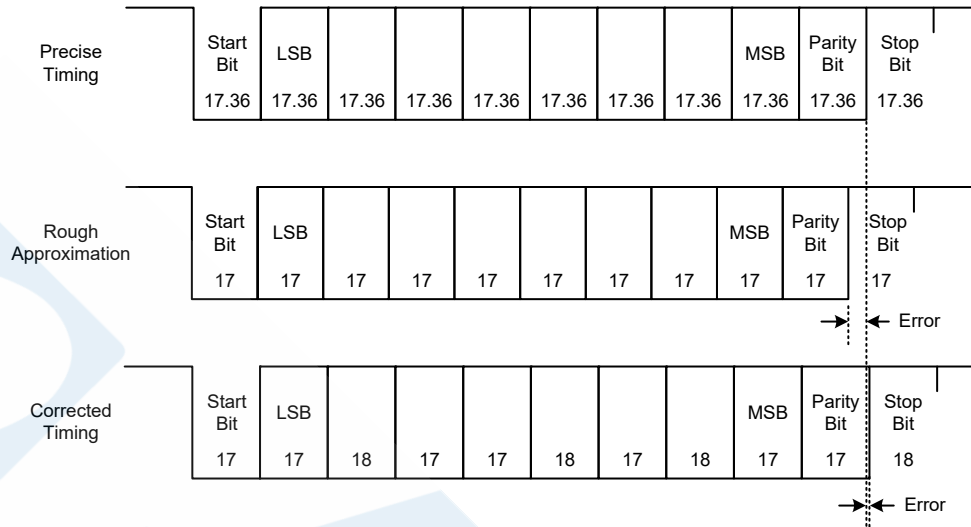 Precise
Timing
Start
Bit
LSB
MSB
Parity
Bit
Stop
Bit
17.36 17.36 17.36 17.36 17.36 17.36 17.36 17.36 17.36 17.36 17.36
Rough
Approximation
Start
Bit
LSB
MSB
Parity
Bit
Stop
Bit
17 17 17 17 17 17 17 17 17 17 17
Error
Corrected
Timing
Start
Bit
LSB
MSB
Parity
Bit
Stop
Bit
17 17 18 17 17 18 17 18 17 17 18
Error